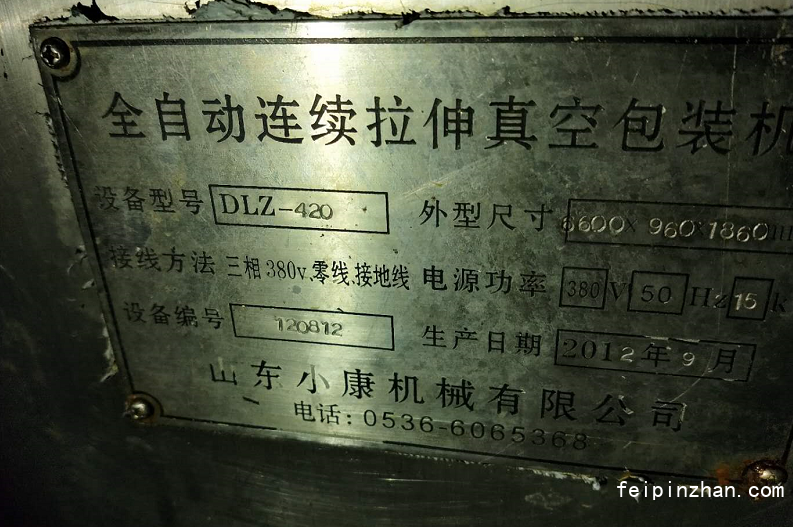 全自动连续拉伸真空包装机
设备型号 DLZ-420 外型尺寸 6600× 960×1860m
接线方法 三相380v、零线、接地线 电源功率 380 V 50 Hz 15 k
设备编号 120812 生产日期 2012年9月
山东小康机械有限公司
电话:0536-6065368
feipinzhan.com